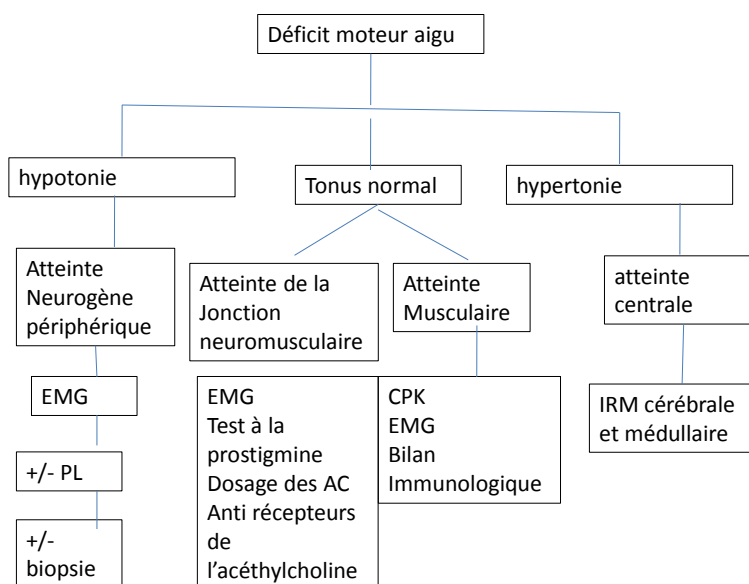 Déficit moteur aigu
hypotonie
Tonus normal
hypertonie
Atteinte
Neurogène
périphérique
Atteinte de la
Jonction
neuromusculaire
Atteinte
Musculaire
atteinte
centrale
EMG
EMG
Test à la
prostigmine
Dosage des AC
Anti récepteurs
de
l'acéthylcholine
CPK
EMG
Bilan
Immunologique
IRM cérébrale
et médullaire
+/- PL
+/-
biopsie